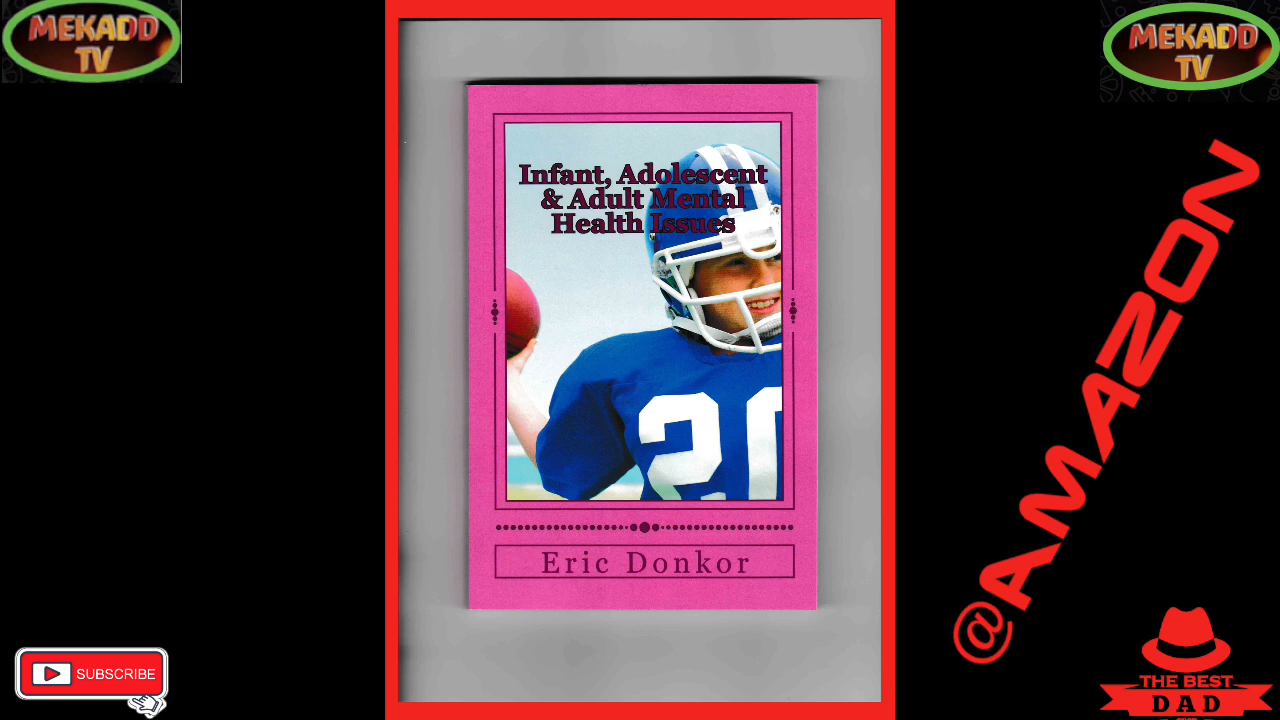 MEKADD
TV
MEKADD
TV
Infant, Adolescent
& Adult Mental
Health Issues
20
Eric Donkor
@AMAZON
SUBSCRIBE
THE BEST
DAD